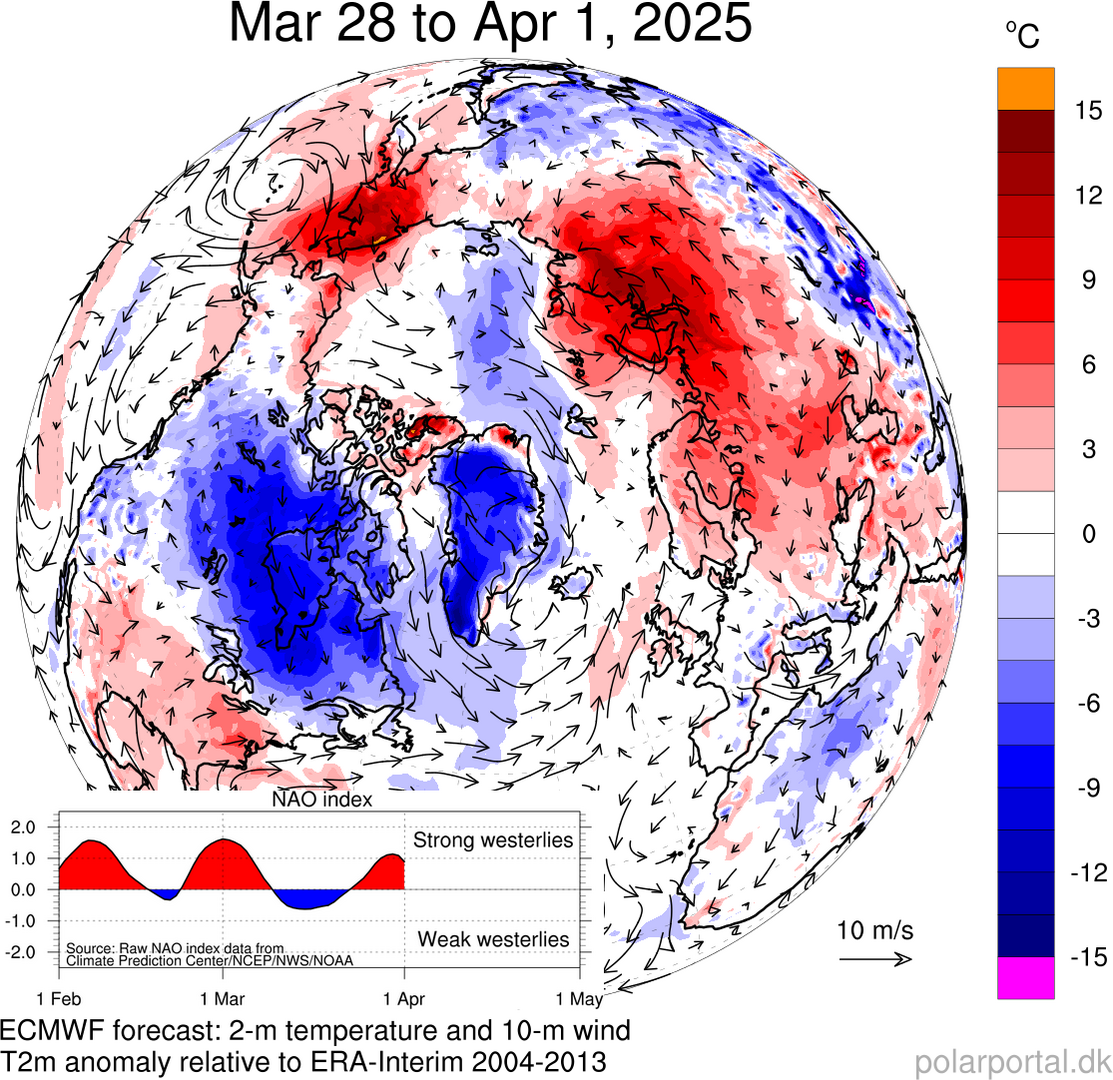 Mar 28 to Apr 1, 2025
°C
15
12
9
6
3
0
-3
-6
-9
-12
-15
NAO index
2.0
1.0
0.0
-1.0
-2.0
Strong westerlies
Weak westerlies
Source: Raw NAO index data from
Climate Prediction Center/NCEP/NWS/NOAA
1 Feb 1 Mar 1 Apr 1 May
10 m/s
ECMWF forecast: 2-m temperature and 10-m wind
T2m anomaly relative to ERA-Interim 2004-2013
polarportal.dk